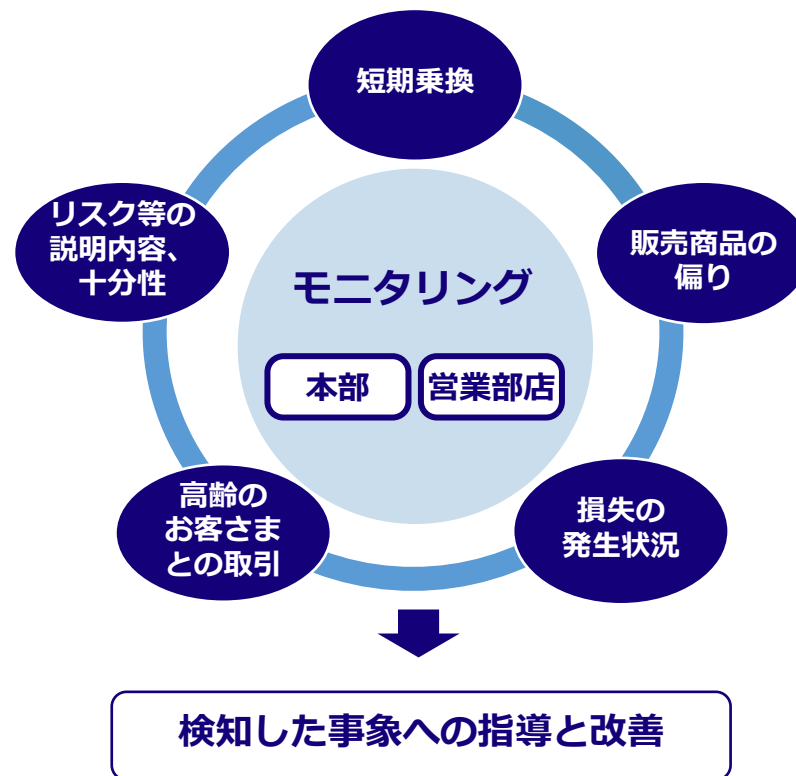 短期乗換
リスク等の
説明内容、
十分性
販売商品の
偏り
モニタリング
本部
営業部店
高齢の
お客さま
との取引
損失の
発生状況
検知した事象への指導と改善